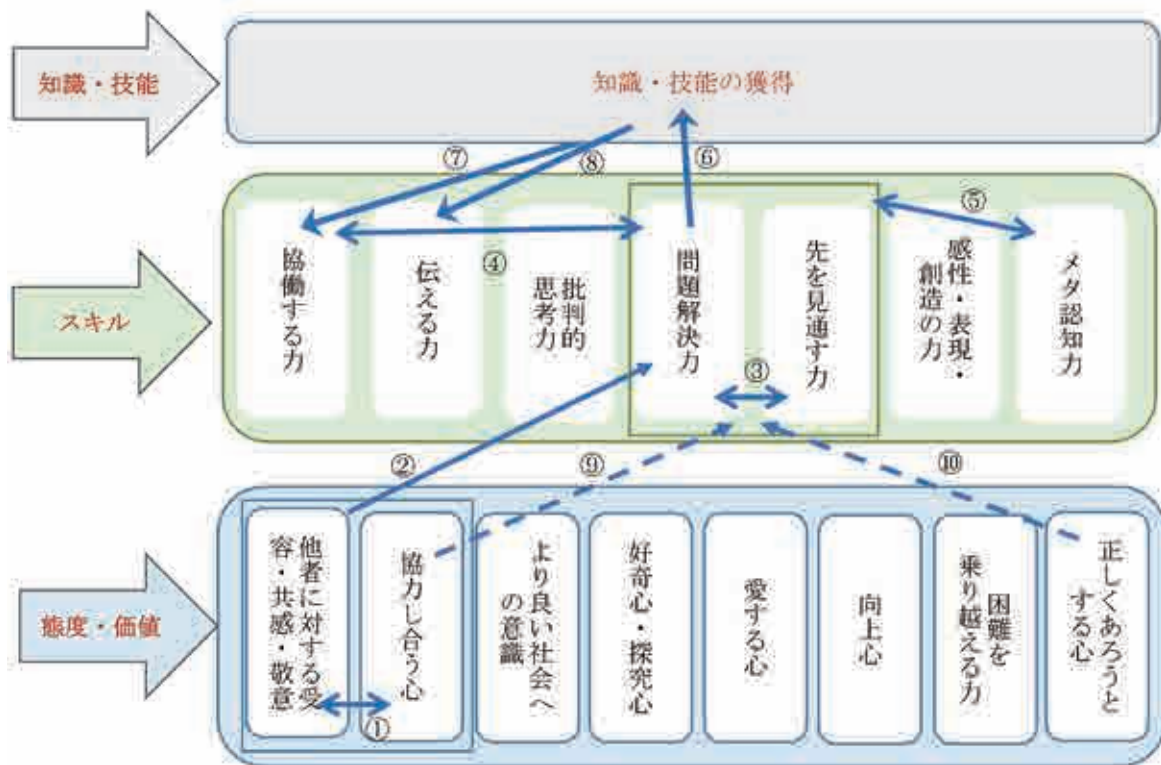 知識・技能
知識・技能の獲得
⑦
⑧
⑥
⑤
スキル
協働する力
伝える力
④
批判的
思考力
問題解決力
③
先を見通す力
感性・表現・
創造の力
メタ認知力
②
⑨
⑩
態度・価値
他者に対する受
容・共感・敬意
①
協力し合う心
より良い社会へ
の意識
好奇心・探究心
愛する心
向上心
困難を
乗り越える力
正しくあろうと
する心